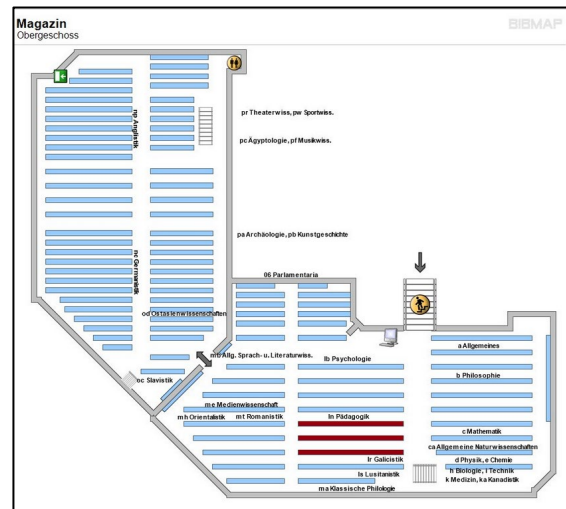 Magazin
BIBMAP
Obergeschoss
np Anglistik
pr Theaterwiss, pw Sportwiss.
pc Ägyptologie, pf Musikwiss.
pa Archäologie, pb Kunstgeschichte
nc Germanistik
06 Parlamentaria
od Ostasienwissenschaften
a Allgemeines
mb Allg. Sprach- u. Literaturwiss.
lb Psychologie
b Philosophie
oc Slavistik
me Medienwissenschaft
mh Orientalistik
mt Romanistik
ln Pädagogik
c Mathematik
ca Allgemeine Naturwissenschaften
lr Galicistik
d Physik, e Chemie
ls Lusitanistik
h Biologie, i Technik
k Medizin, ka Kanadistik
ma Klassische Philologie